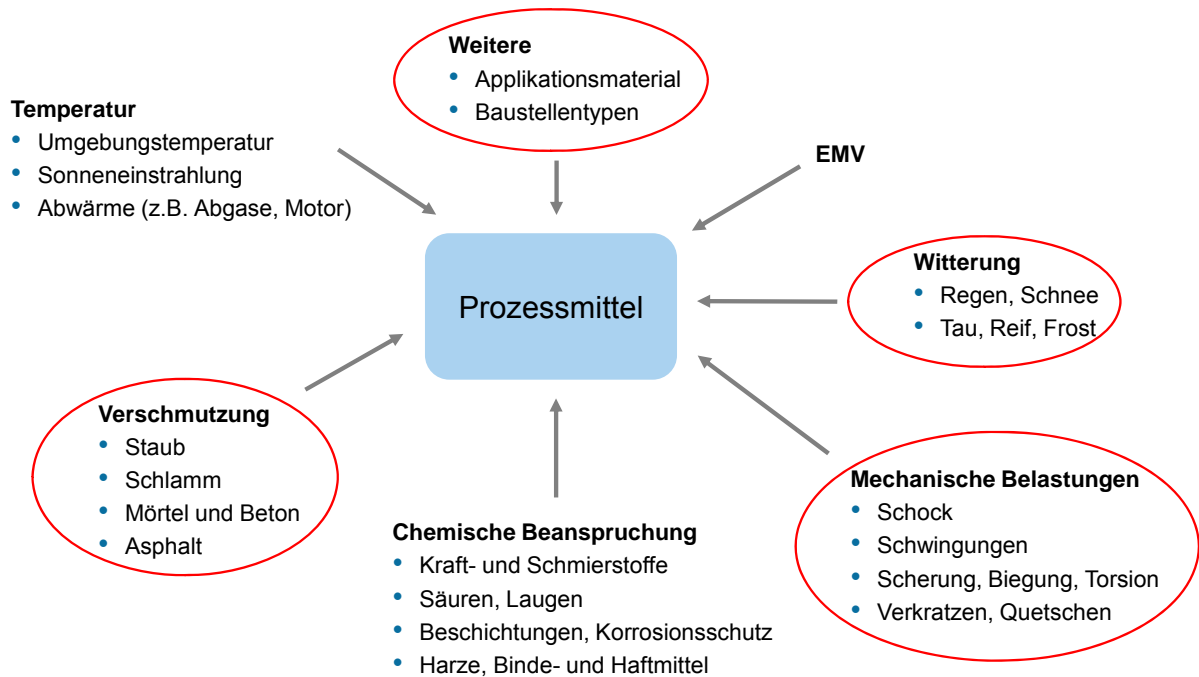 Weitere
• Applikationsmaterial
• Baustellentypen
Temperatur
• Umgebungstemperatur
• Sonneneinstrahlung
• Abwärme (z.B. Abgase, Motor)
EMV
Prozessmittel
Witterung
• Regen, Schnee
• Tau, Reif, Frost
Verschmutzung
• Staub
• Schlamm
• Mörtel und Beton
• Asphalt
Chemische Beanspruchung
• Kraft- und Schmierstoffe
• Säuren, Laugen
• Beschichtungen, Korrosionsschutz
• Harze, Binde- und Haftmittel
Mechanische Belastungen
• Schock
• Schwingungen
• Scherung, Biegung, Torsion
• Verkratzen, Quetschen